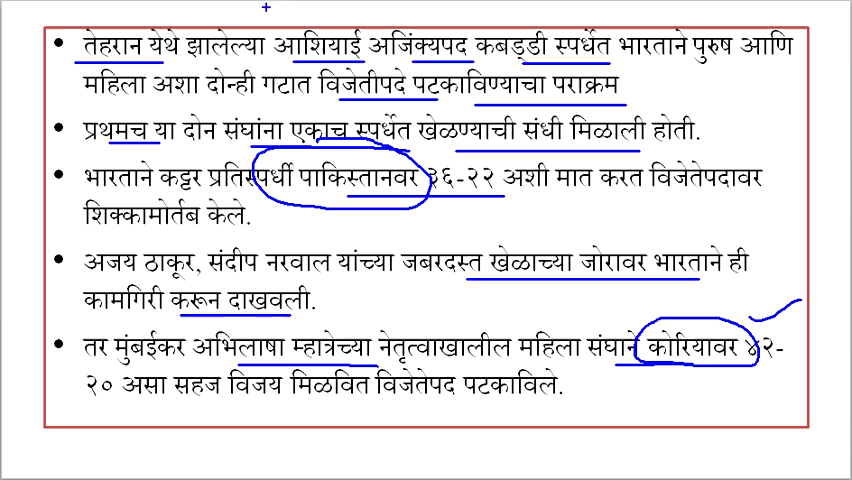 • तेहरान येथे झालेल्या आशियाई अजिंक्यपद कबड्डी स्पर्धेत भारताने पुरुष आणि
महिला अशा दोन्ही गटात विजेतीपदे पटकाविण्याचा पराक्रम
• प्रथमच या दोन संघांना एकाच स्पर्धेत खेळण्याची संधी मिळाली होती.
• भारताने कट्टर प्रतिस्पर्धी पाकिस्तानवर ३६-२२ अशी मात करत विजेतेपदावर
शिक्कामोर्तब केले.
• अजय ठाकूर, संदीप नरवाल यांच्या जबरदस्त खेळाच्या जोरावर भारताने ही
कामगिरी करून दाखवली.
• तर मुंबईकर अभिलाषा म्हात्रेच्या नेतृत्वाखालील महिला संघाने कोरियावर ४२-
२० असा सहज विजय मिळवित विजेतेपद पटकाविले.